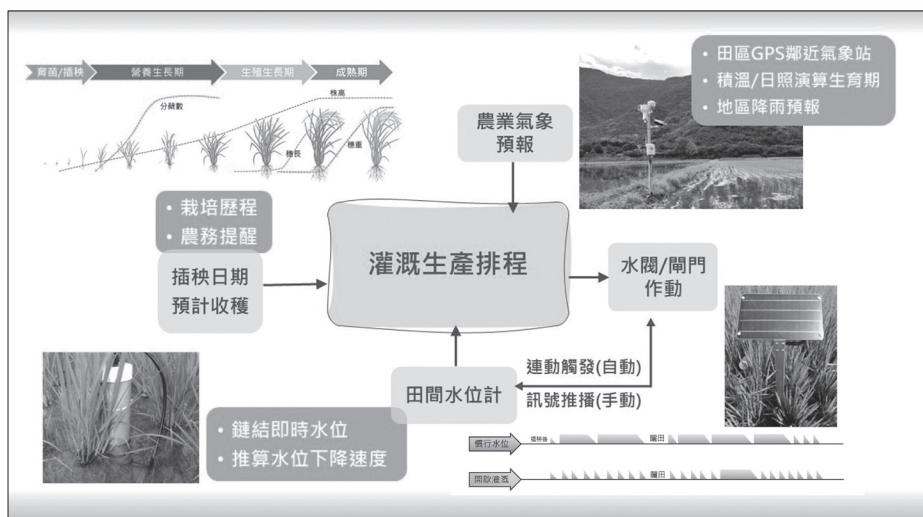 育苗/插秧
營養生長期
生殖生長期
成熟期
分蘗數
株高
穗長
穗重
農業氣象
預報
• 田區GPS鄰近氣象站
• 積溫/日照演算生育期
• 地區降雨預報
• 栽培歷程
• 農務提醒
插秧日期
預計收穫
灌溉生產排程
水閥/閘門
作動
田間水位計
連動觸發(自動)
訊號推播(手動)
• 鏈結即時水位
• 推算水位下降速度
慣行水位
插秧後
曬田
開啟灌溉
曬田